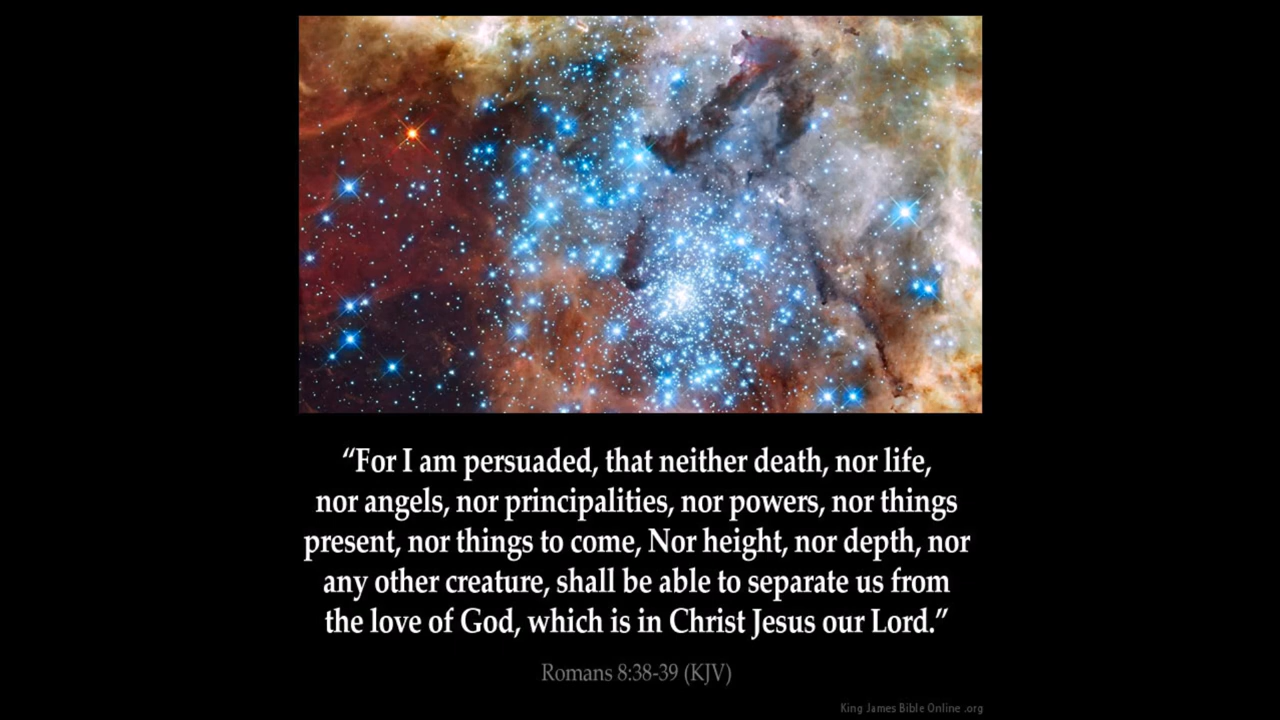 “For I am persuaded, that neither death, nor life,
nor angels, nor principalities, nor powers, nor things
present, nor things to come, Nor height, nor depth, nor
any other creature, shall be able to separate us from
the love of God, which is in Christ Jesus our Lord.”
Romans 8:38-39 (KJV)
King James Bible Online .org